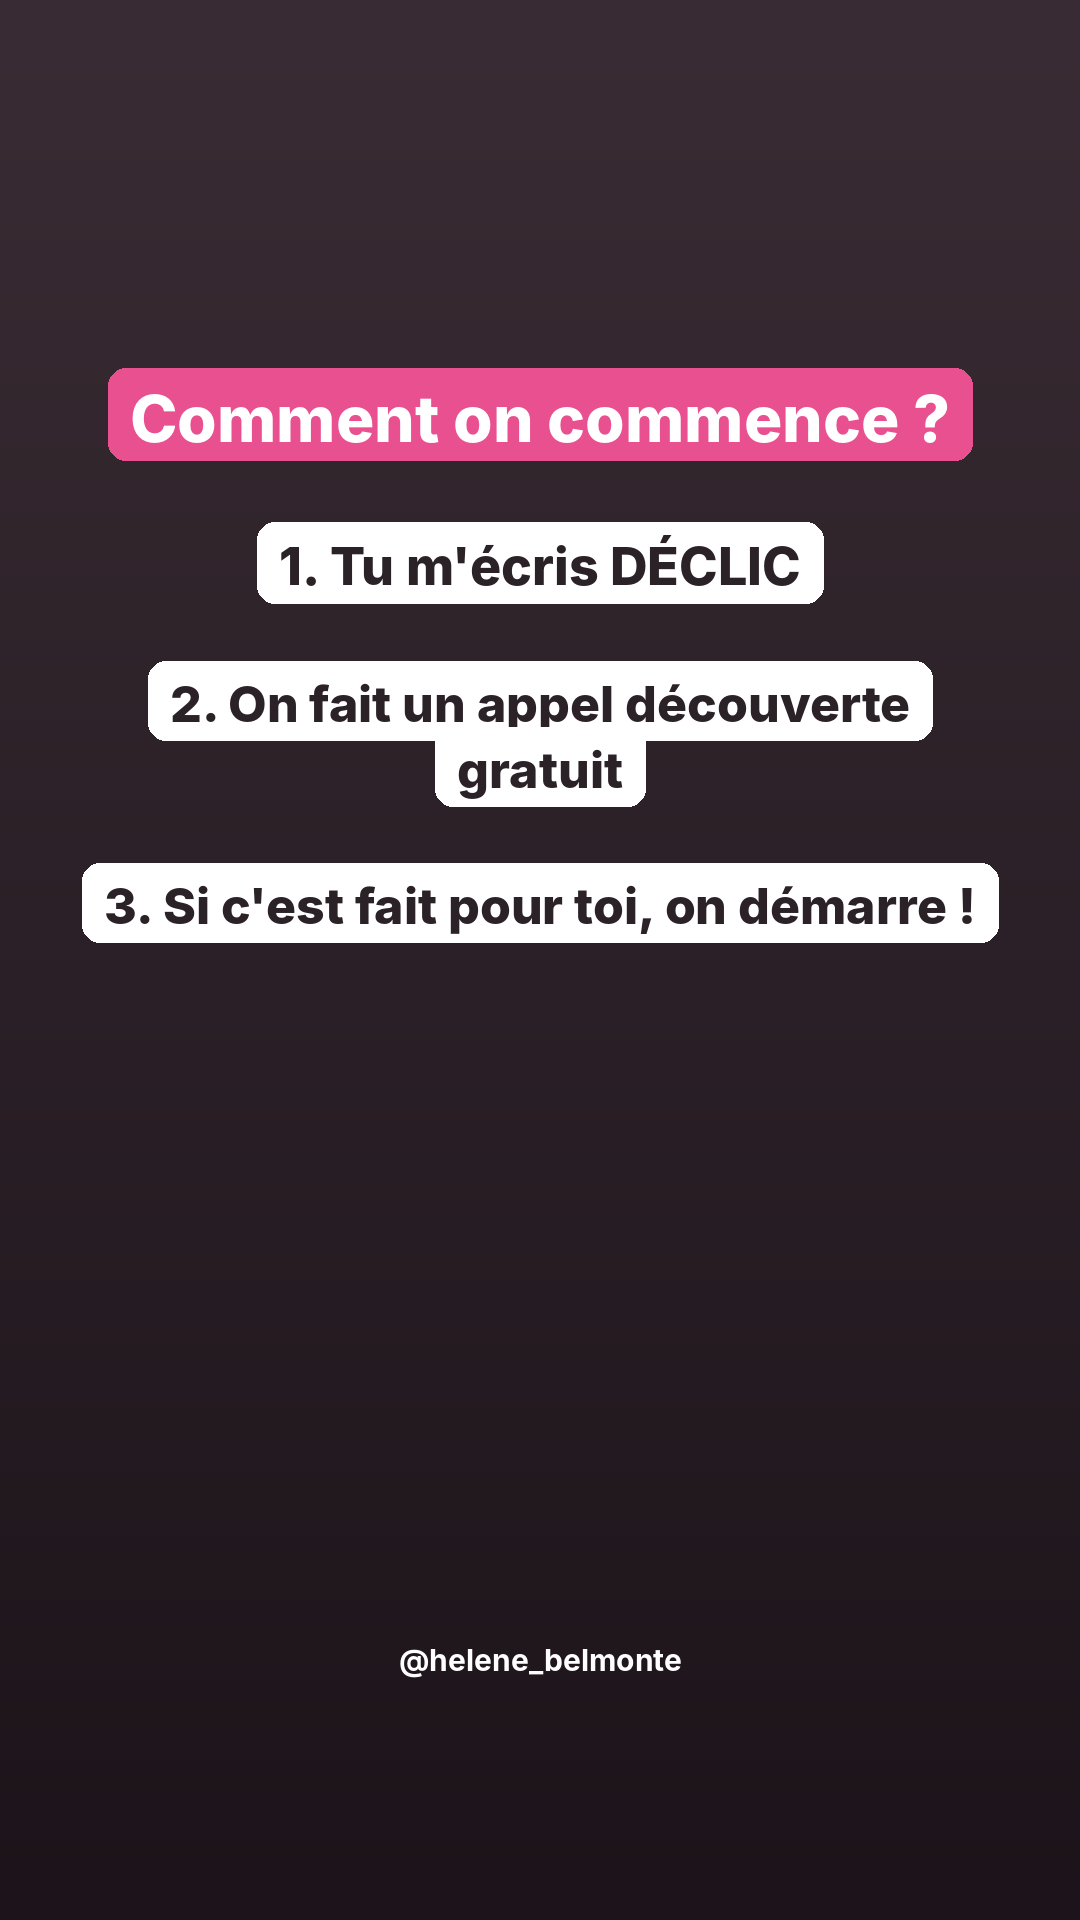 Comment on commence ?
1. Tu m'écris DÉCLIC
2. On fait un appel découverte
gratuit
3. Si c'est fait pour toi, on démarre !
@helene_belmonte